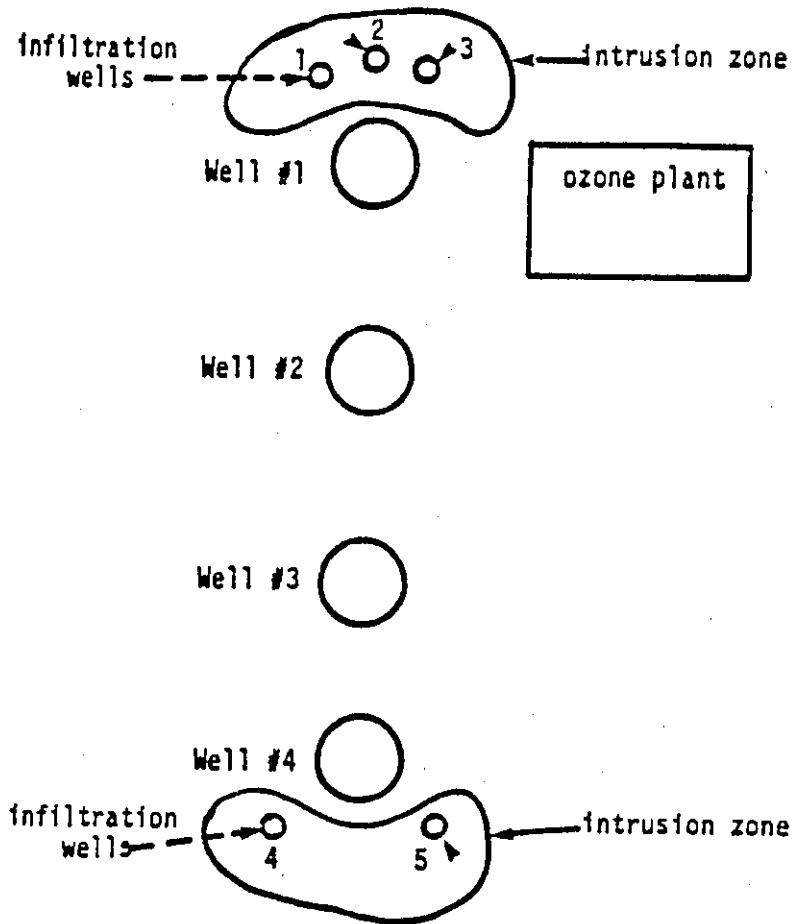 infiltration
wells
1
2
3
intrusion zone
Well #1
ozone plant
Well #2
Well #3
Well #4
infiltration
wells
4
5
intrusion zone